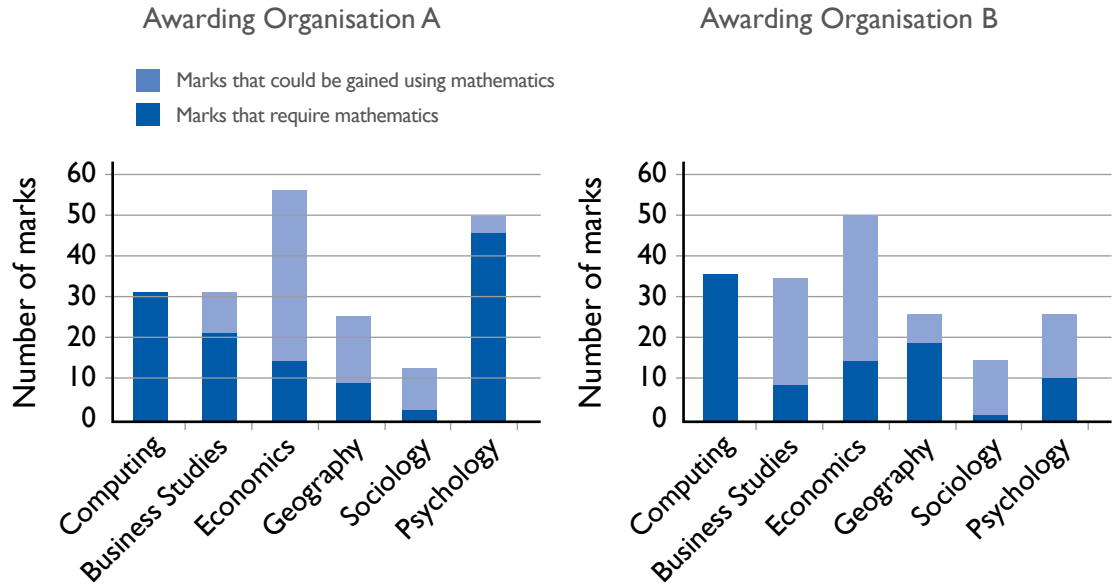 Awarding Organisation A
Marks that could be gained using mathematics
Marks that require mathematics
Number of marks
60
50
40
30
20
10
0
Computing
Business Studies
Economics
Geography
Sociology
Psychology
Awarding Organisation B
Number of marks
60
50
40
30
20
10
0
Computing
Business Studies
Economics
Geography
Sociology
Psychology